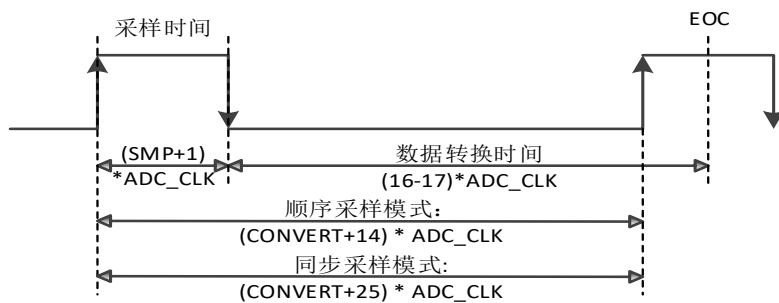 采样时间
EOC
(SMP+1)
*ADC_CLK
数据转换时间
(16-17)*ADC_CLK
顺序采样模式：
(CONVERT+14) * ADC_CLK
同步采样模式:
(CONVERT+25) * ADC_CLK